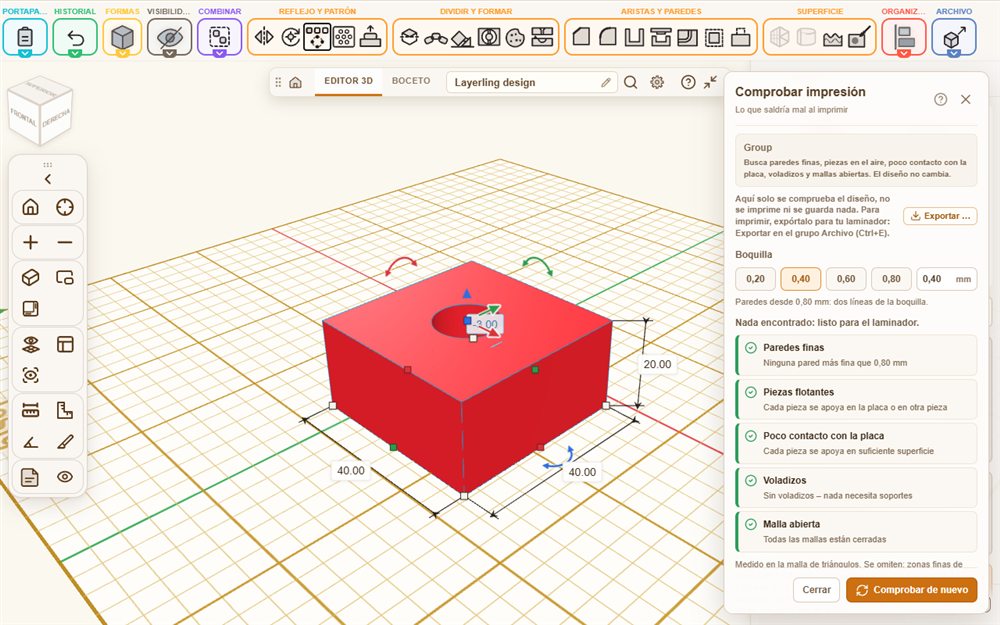 PORTAPA...
HISTORIAL
FORMAS
VISIBILID...
COMBINAR
REFLEJO Y PATRÓN
DIVIDIR Y FORMAR
ARISTAS Y PAREDES
SUPERFICIE
ORGANIZ...
ARCHIVO
EDITOR 3D
BOCETO
Layerling design
SUPERIOR
FRONTAL
DERECHA
-3.00
20.00
40.00
40.00
Comprobar impresión
Lo que saldría mal al imprimir
Group
Busca paredes finas, piezas en el aire, poco contacto con la
placa, voladizos y mallas abiertas. El diseño no cambia.
Aquí solo se comprueba el diseño, no
se imprime ni se guarda nada. Para
imprimir, expórtalo para tu laminador:
Exportar en el grupo Archivo (Ctrl+E).
Exportar ...
Boquilla
0,20
0,40
0,60
0,80
0,40 mm
Paredes desde 0,80 mm: dos líneas de la boquilla.
Nada encontrado: listo para el laminador.
Paredes finas
Ninguna pared más fina que 0,80 mm
Piezas flotantes
Cada pieza se apoya en la placa o en otra pieza
Poco contacto con la placa
Cada pieza se apoya en suficiente superficie
Voladizos
Sin voladizos – nada necesita soportes
Malla abierta
Todas las mallas están cerradas
Medido en la malla de triángulos. Se omiten: zonas finas de
Cerrar
Comprobar de nuevo